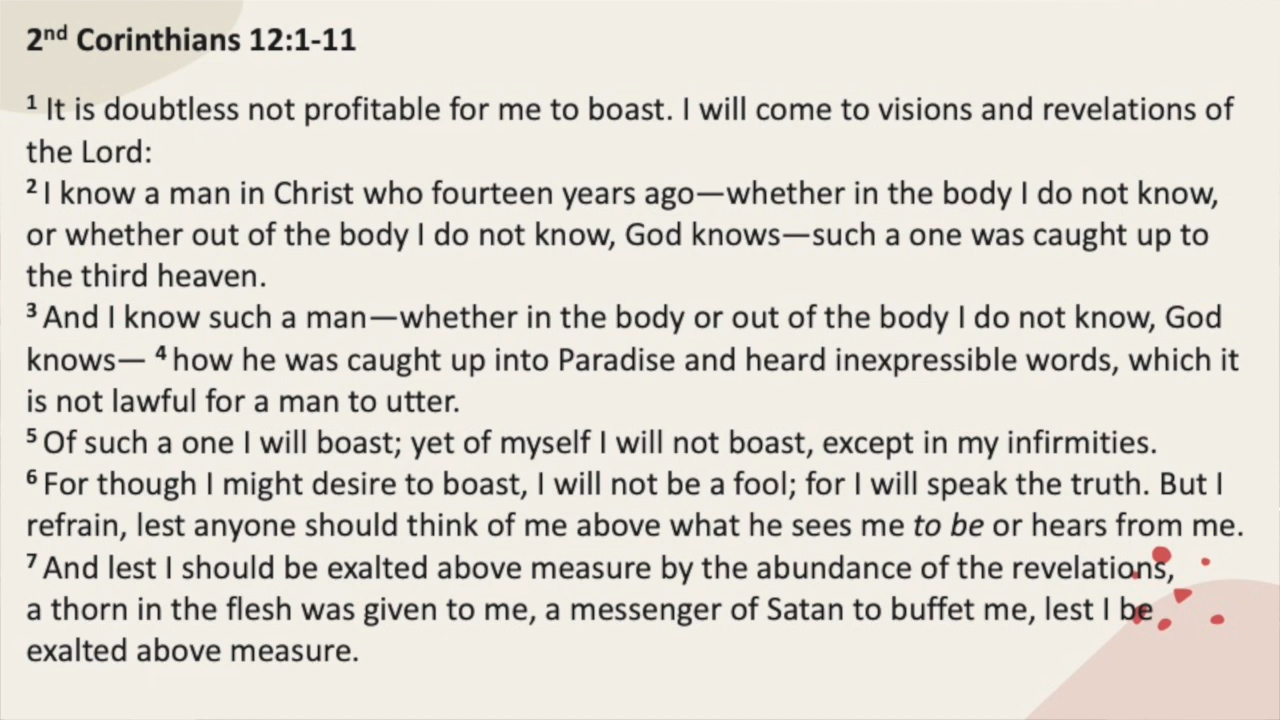 2nd Corinthians 12:1-11
1 It is doubtless not profitable for me to boast. I will come to visions and revelations of
the Lord:
2 I know a man in Christ who fourteen years ago—whether in the body I do not know,
or whether out of the body I do not know, God knows—such a one was caught up to
the third heaven.
3 And I know such a man—whether in the body or out of the body I do not know, God
knows— 4 how he was caught up into Paradise and heard inexpressible words, which it
is not lawful for a man to utter.
5 Of such a one I will boast; yet of myself I will not boast, except in my infirmities.
6 For though I might desire to boast, I will not be a fool; for I will speak the truth. But I
refrain, lest anyone should think of me above what he sees me to be or hears from me.
7 And lest I should be exalted above measure by the abundance of the revelations,
a thorn in the flesh was given to me, a messenger of Satan to buffet me, lest I be
exalted above measure.